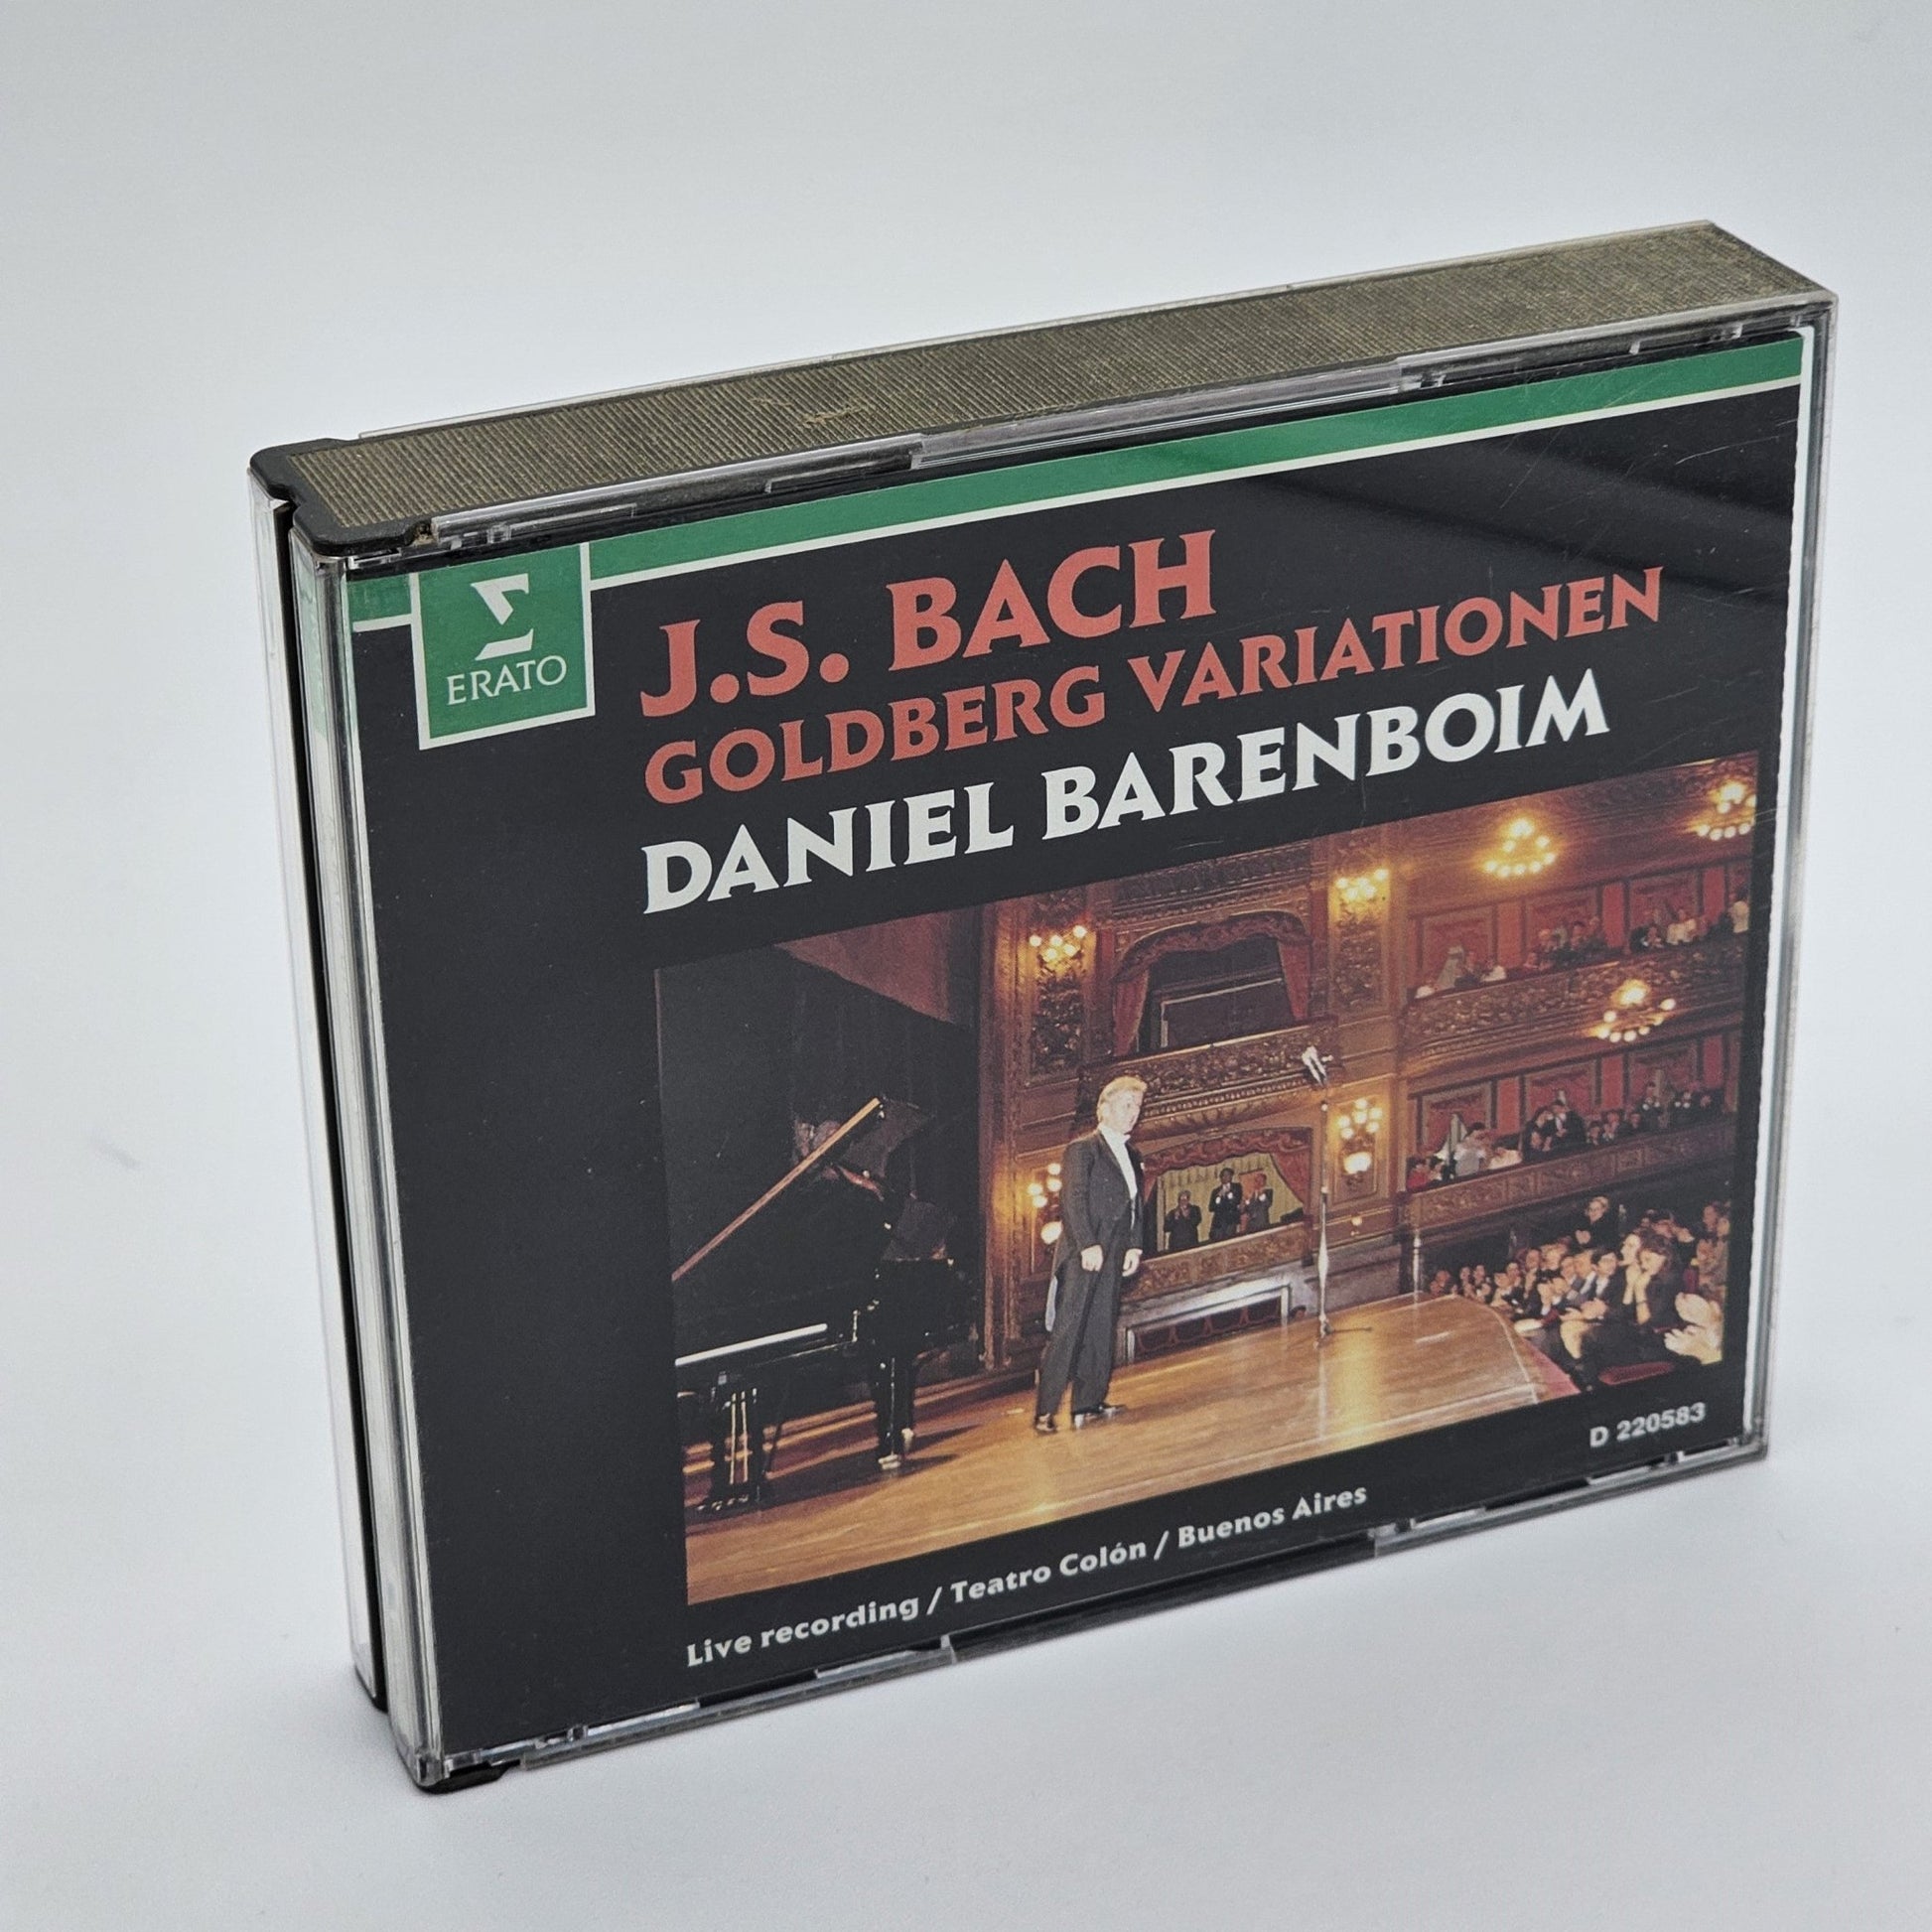 ERATO
J.S. BACH
GOLDBERG VARIATIONEN
DANIEL BARENBOIM
D 220583
Live recording / Teatro Colón / Buenos Aires